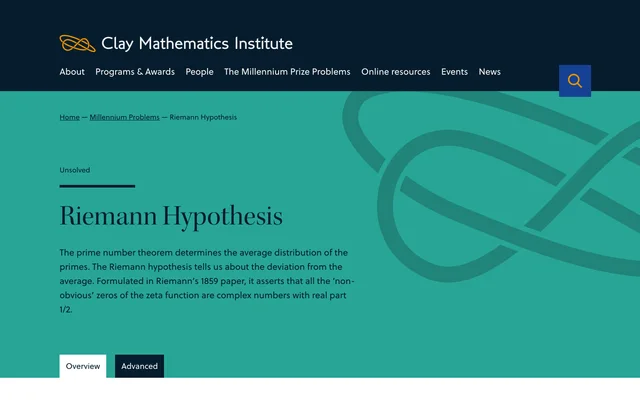 Clay Mathematics Institute
About Programs & Awards People The Millennium Prize Problems Online resources Events News
Home — Millennium Problems — Riemann Hypothesis
Unsolved
Riemann Hypothesis
The prime number theorem determines the average distribution of the
primes. The Riemann hypothesis tells us about the deviation from the
average. Formulated in Riemann's 1859 paper, it asserts that all the 'non-
obvious' zeros of the zeta function are complex numbers with real part
1/2.
Overview Advanced